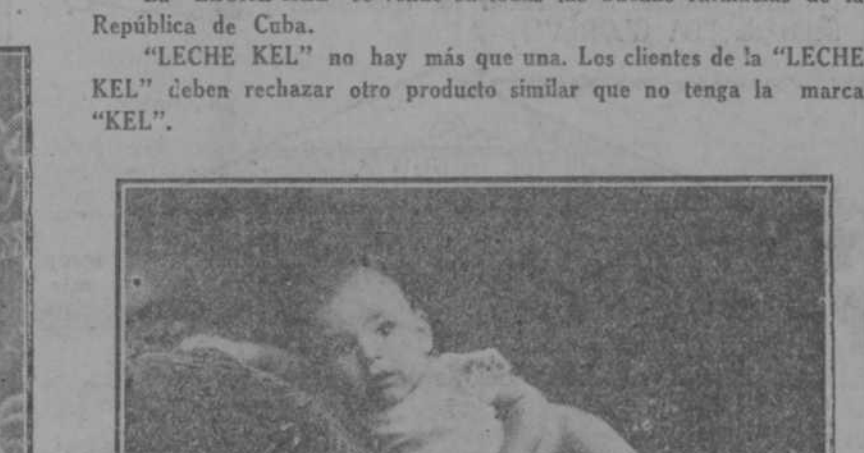 República de Cuba.
"LECHE KEL" no hay más que una. Los clientes de la "LECHE
KEL" deben rechazar otro producto similar que no tenga la marca
"KEL".